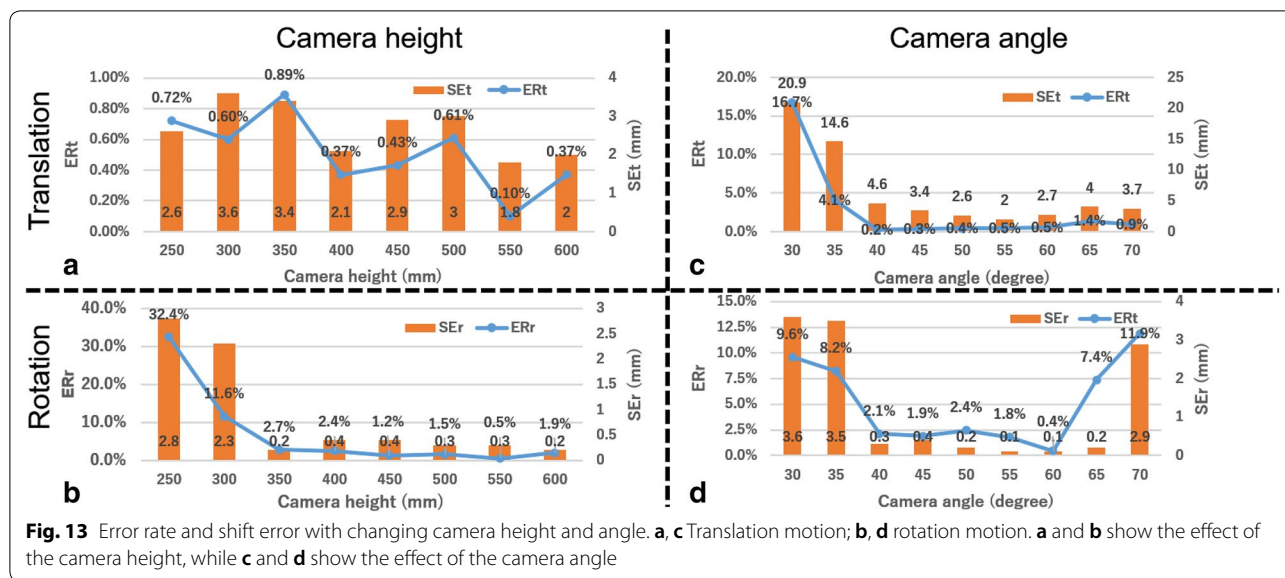 Camera height
Camera angle
Translation
Rotation
1.00%
0.80%
0.60%
0.40%
0.20%
0.00%
ERt
SEt ERt
0.72%
0.60%
0.89%
0.37%
0.43%
0.61%
0.10%
0.37%
2.6 3.6 3.4 2.1 2.9 3 1.8 2
4
3
2
1
0
SEt (mm)
250 300 350 400 450 500 550 600
Camera height (mm)
a
20.0%
15.0%
10.0%
5.0%
0.0%
ERt
SEt ERt
20.9 14.6 4.6 3.4 2.6 2 2.7 4 3.7
16.7% 4.1% 0.2% 0.3% 0.4% 0.5% 0.5% 1.4% 0.9%
25
20
15
10
5
0
SEt (mm)
30 35 40 45 50 55 60 65 70
Camera angle (degree)
c
40.0%
30.0%
20.0%
10.0%
0.0%
ERr
SEr ERr
32.4% 11.6% 2.7% 2.4% 1.2% 1.5% 0.5% 1.9%
2.8 2.3 0.2 0.4 0.4 0.3 0.3 0.2
3
2.5
2
1.5
1
0.5
0
SEr (mm)
250 300 350 400 450 500 550 600
Camera height (mm)
b
15.0%
12.5%
10.0%
7.5%
5.0%
2.5%
0.0%
ERr
SEr ERt
9.6% 8.2% 2.1% 1.9% 2.4% 1.8% 0.4% 7.4% 11.9%
3.6 3.5 0.3 0.4 0.2 0.1 0.1 0.2 2.9
4
3
2
1
0
SEr (mm)
30 35 40 45 50 55 60 65 70
Camera angle (degree)
d
Fig. 13 Error rate and shift error with changing camera height and angle. a, c Translation motion; b, d rotation motion. a and b show the effect of
the camera height, while c and d show the effect of the camera angle